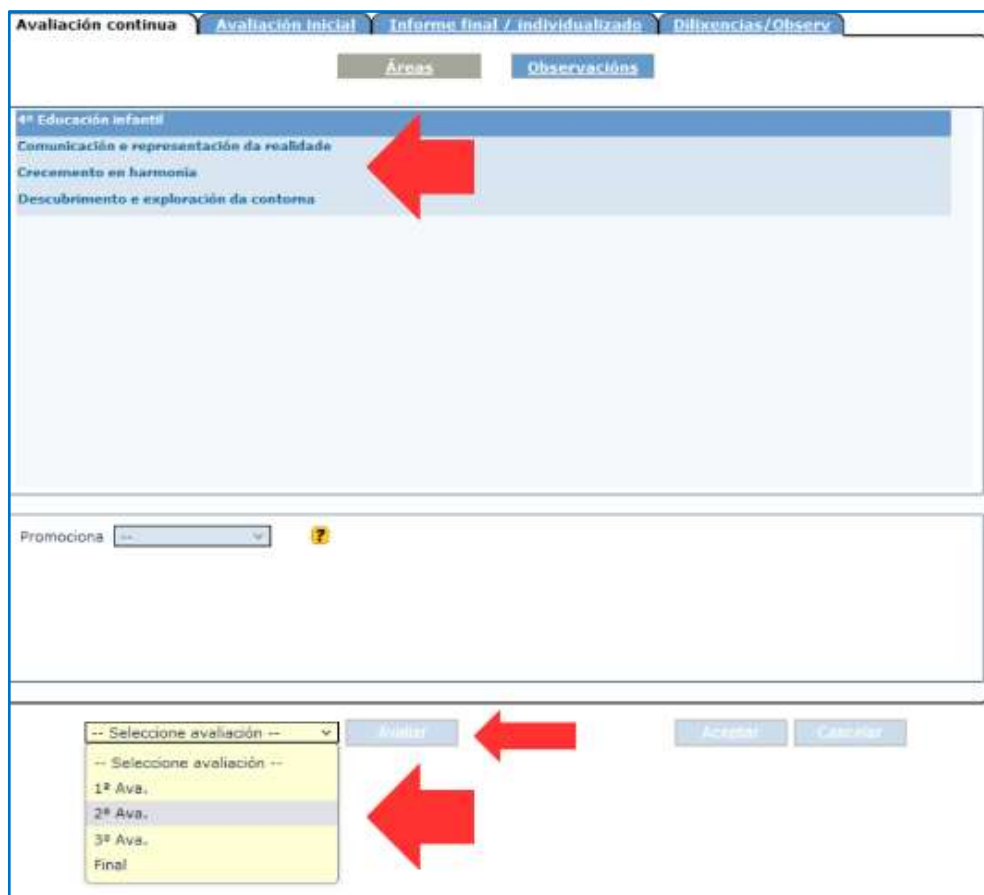 Avaliación continua Avaliación inicial Informe final / individualizado Dilixencias/Observ
Áreas Observacións
4º Educación infantil
Comunicación e representación da realidade
Crecemento en harmonía
Descubrimento e exploración da contorna
Promociona -- ?
-- Seleccione avaliación -- Avaliar Aceptar Cancelar
-- Seleccione avaliación --
1ª Ava.
2ª Ava.
3ª Ava.
Final